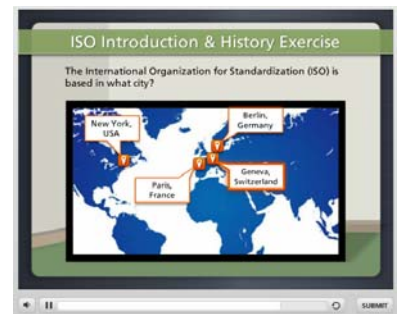 ISO Introduction & History Exercise
The International Organization for Standardization (ISO) is
based in what city?
New York,
USA
Berlin,
Germany
Paris,
France
Geneva,
Switzerland
SUBMIT